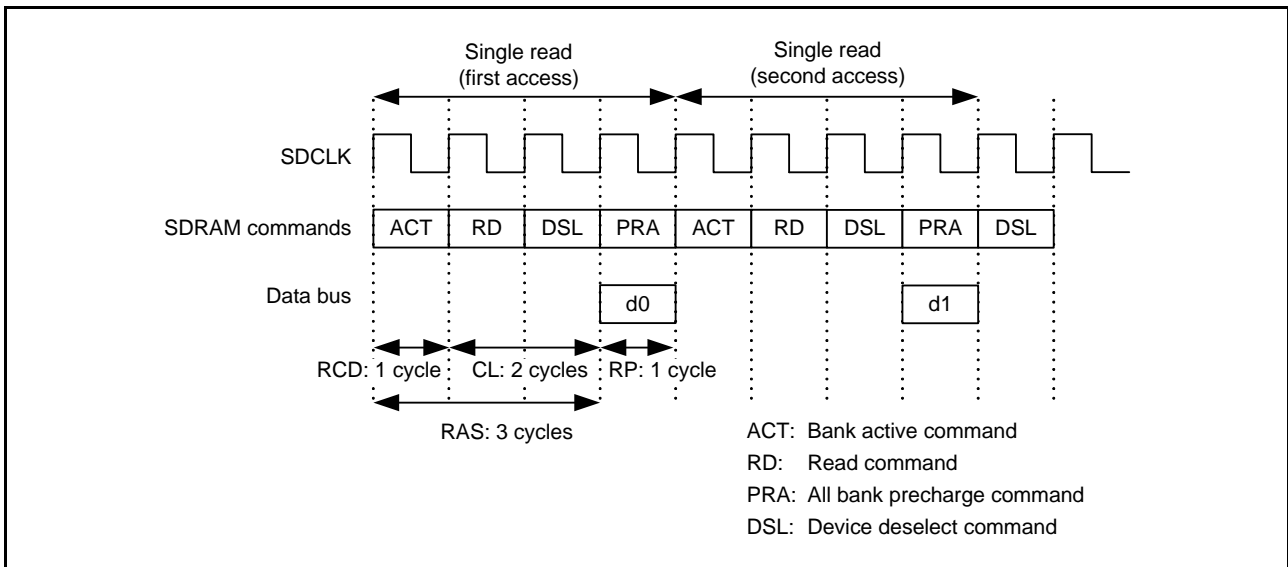 Single read
(first access)
Single read
(second access)
SDCLK
SDRAM commands ACT RD DSL PRA ACT RD DSL PRA DSL
Data bus d0 d1
RCD: 1 cycle CL: 2 cycles RP: 1 cycle
RAS: 3 cycles
ACT: Bank active command
RD: Read command
PRA: All bank precharge command
DSL: Device deselect command